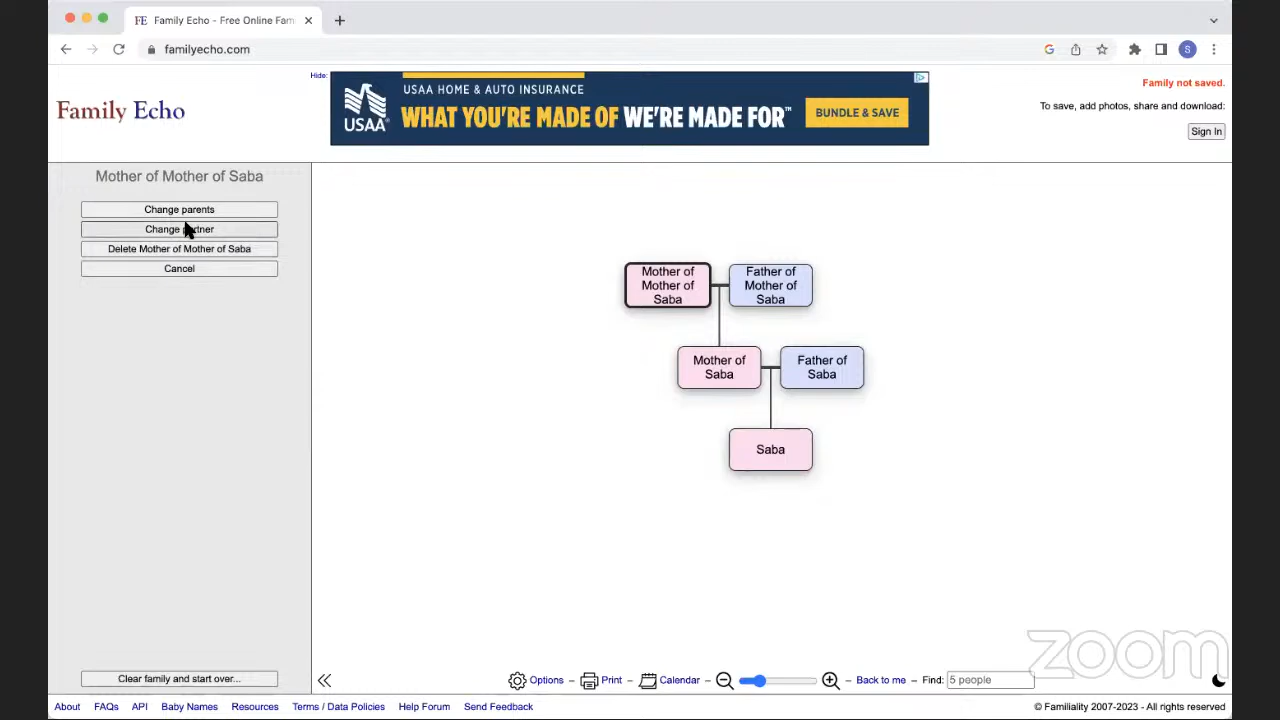 FE Family Echo - Free Online Fam
familyecho.com
G
S
Hide:
Family Echo
USAA HOME & AUTO INSURANCE
WHAT YOU'RE MADE OF WE'RE MADE FOR™
BUNDLE & SAVE
USAA®
Family not saved.
To save, add photos, share and download:
Sign In
Mother of Mother of Saba
Change parents
Change
Delete Mother of Mother of Saba
Cancel
Mother of
Mother of
Saba
Father of
Mother of
Saba
Mother of
Saba
Father of
Saba
Saba
zoom
Clear family and start over...
Options – Print – Calendar – Back to me – Find: 5 people
About FAQs API Baby Names Resources Terms / Data Policies Help Forum Send Feedback
© Familiality 2007-2023 - All rights reserved